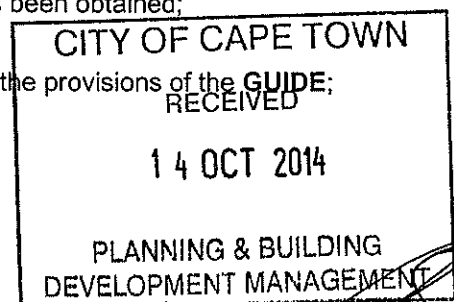 been obtained;
CITY OF CAPE TOWN
the provisions of the GUIDE;
RECEIVED
14 OCT 2014
PLANNING & BUILDING
DEVELOPMENT MANAGEMENT